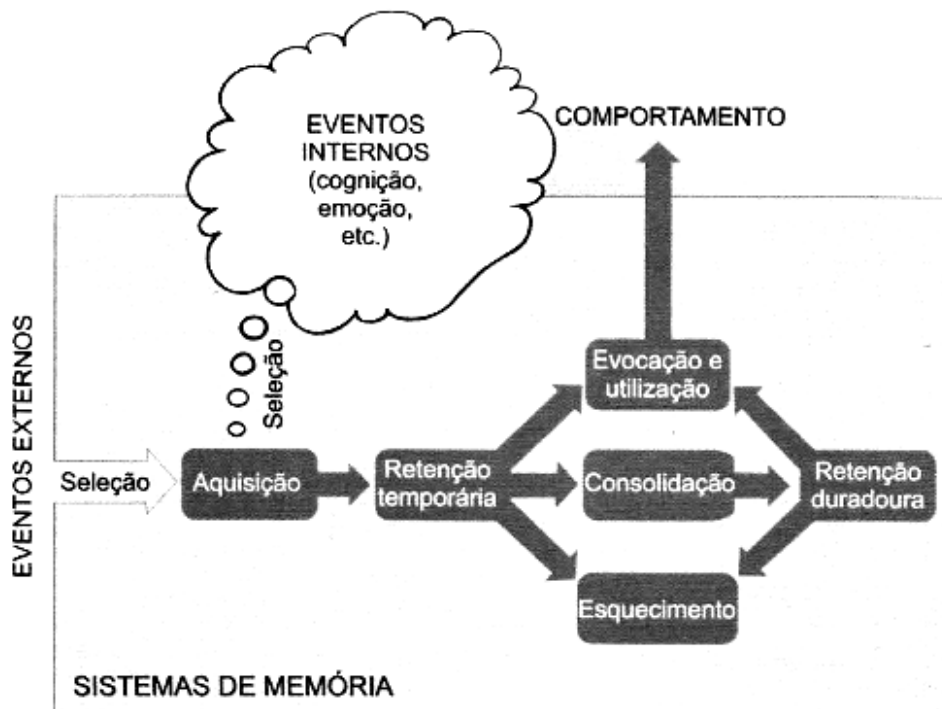 EVENTOS
INTERNOS
(cognição,
emoção,
etc.)
COMPORTAMENTO
EVENTOS EXTERNOS
Seleção
Seleção
Aquisição
Retenção
temporária
Evocação e
utilização
Consolidação
Esquecimento
Retenção
duradoura
SISTEMAS DE MEMÓRIA